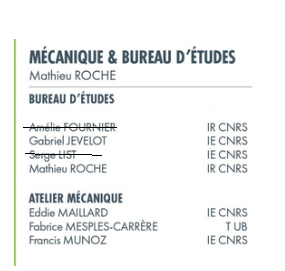 MÉCANIQUE & BUREAU D'ÉTUDES
Mathieu ROCHE
BUREAU D'ÉTUDES
Amélie FOURNIER IR CNRS
Gabriel JEVELOT IE CNRS
Serge LIST IE CNRS
Mathieu ROCHE IR CNRS
ATELIER MÉCANIQUE
Eddie MAILLARD IE CNRS
Fabrice MESPLES-CARRÈRE T UB
Francis MUNOZ IE CNRS